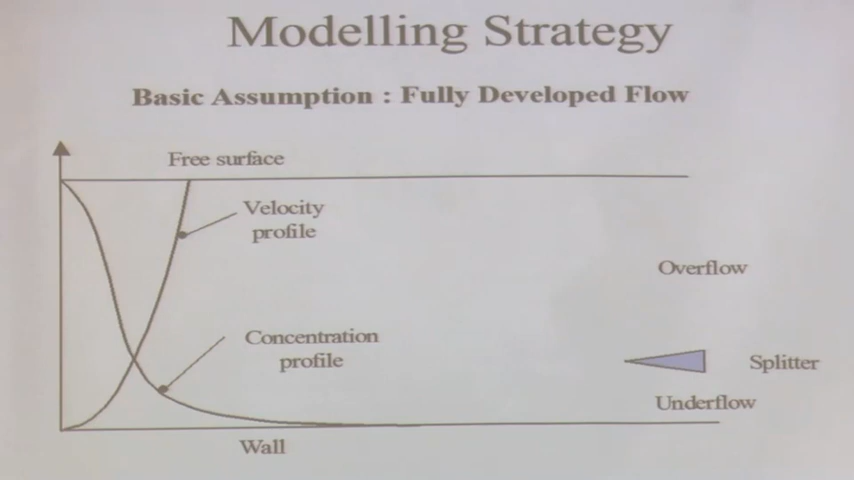 Modelling Strategy
Basic Assumption : Fully Developed Flow
Free surface
Velocity
profile
Overflow
Concentration
profile
Splitter
Underflow
Wall